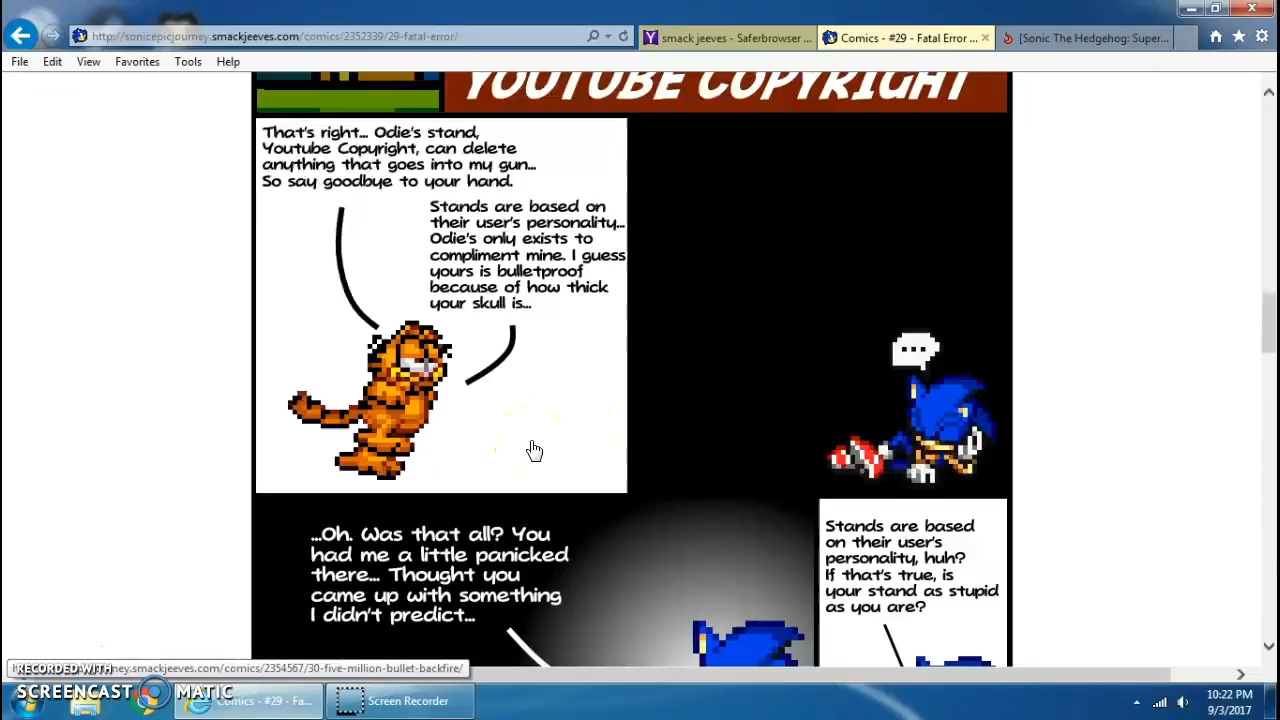 http://sonicepicjourney.smackjeeves.com/comics/2352339/29-fatal-error/
smack jeeves - Saferbrowser ...
Comics - #29 - Fatal Error ...
[Sonic The Hedgehog: Super...
File Edit View Favorites Tools Help
YOUTUBE COPYRIGHT
That's right... Odie's stand,
Youtube Copyright, can delete
anything that goes into my gun...
So say goodbye to your hand.
Stands are based on
their user's personality...
Odie's only exists to
compliment mine. I guess
yours is bulletproof
because of how thick
your skull is...
...
...Oh. Was that all? You
had me a little panicked
there... Thought you
came up with something
I didn't predict...
Stands are based
on their user's
personality, huh?
If that's true, is
your stand as stupid
as you are?
rney.smackjeeves.com/comics/2354567/30-five-million-bullet-backfire/
RECORDED WITH
SCREENCAST MATIC
Comics - #29 - Fa...
Screen Recorder
10:22 PM
9/3/2017